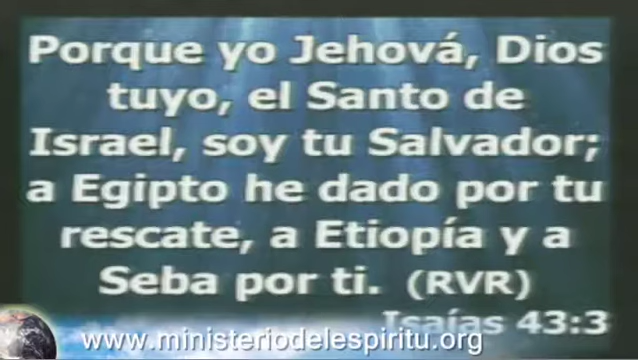 Porque yo Jehová, Dios
tuyo, el Santo de
Israel, soy tu Salvador;
a Egipto he dado por tu
rescate, a Etiopía y a
Seba por ti. (RVR)
Isaías 43:3
www.ministeriodelespiritu.org